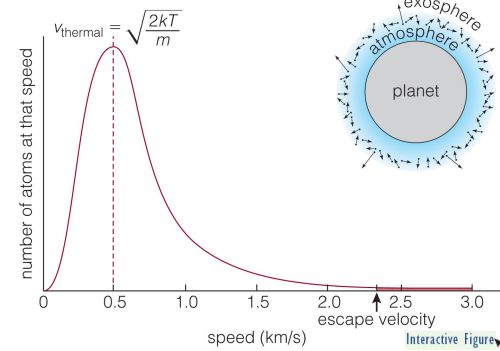 exosphere
atmosphere
planet
v thermal = √2kT/m
number of atoms at that speed
0 0.5 1.0 1.5 2.0 2.5 3.0
escape velocity
speed (km/s)
Interactive Figure